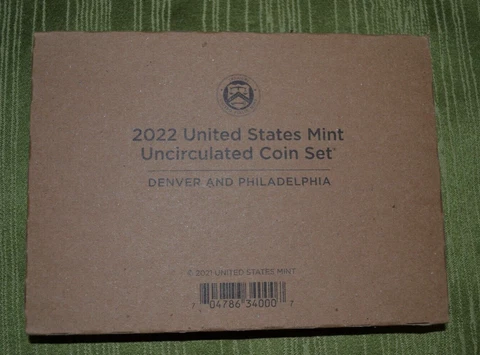 2022 United States Mint
Uncirculated Coin Set
DENVER AND PHILADELPHIA
© 2021 UNITED STATES MINT
7 04786 34000 7